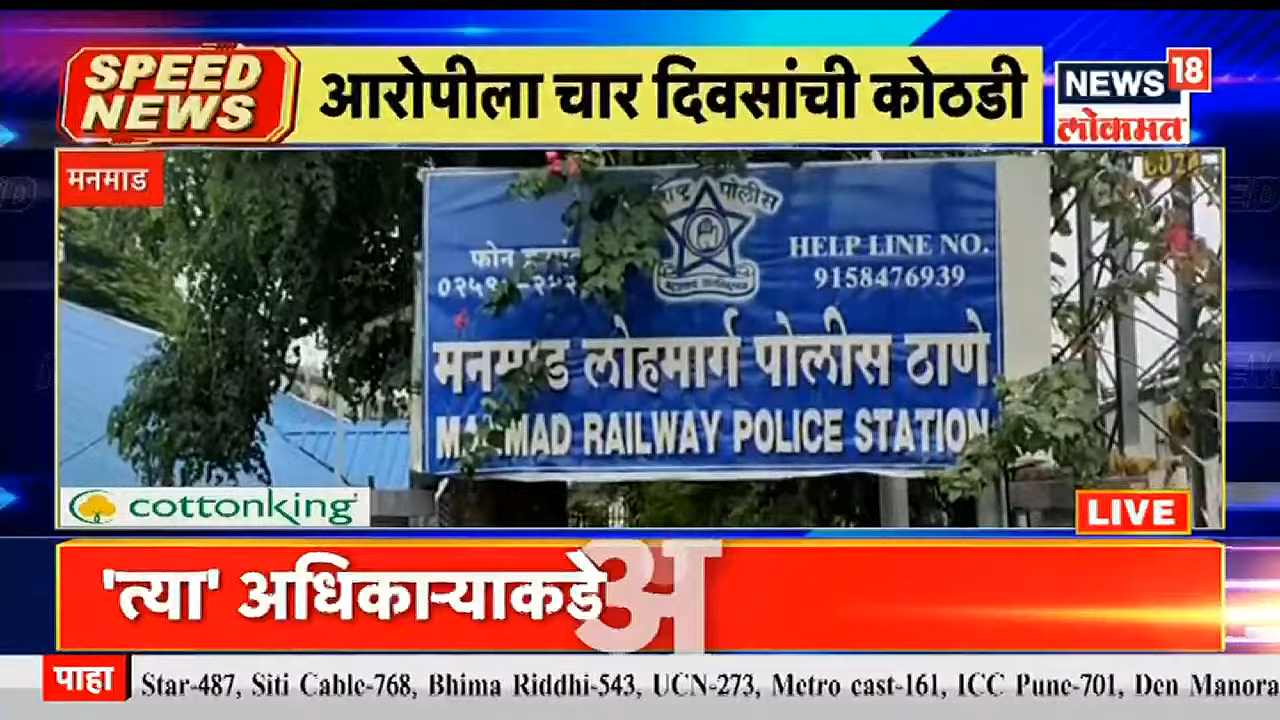 SPEED
NEWS
आरोपीला चार दिवसांची कोठडी
NEWS 18
लोकमत
मनमाड
पोलीस
फोन
HELP LINE NO.
9158476939
मनमाड लोहमार्ग पोलीस ठाणे
MANMAD RAILWAY POLICE STATION
cottonking
LIVE
'त्या' अधिकाऱ्याकडे अ
पाहा
Star-487, Siti Cable-768, Bhima Riddhi-543, UCN-273, Metro cast-161, ICC Pune-701, Den Manora